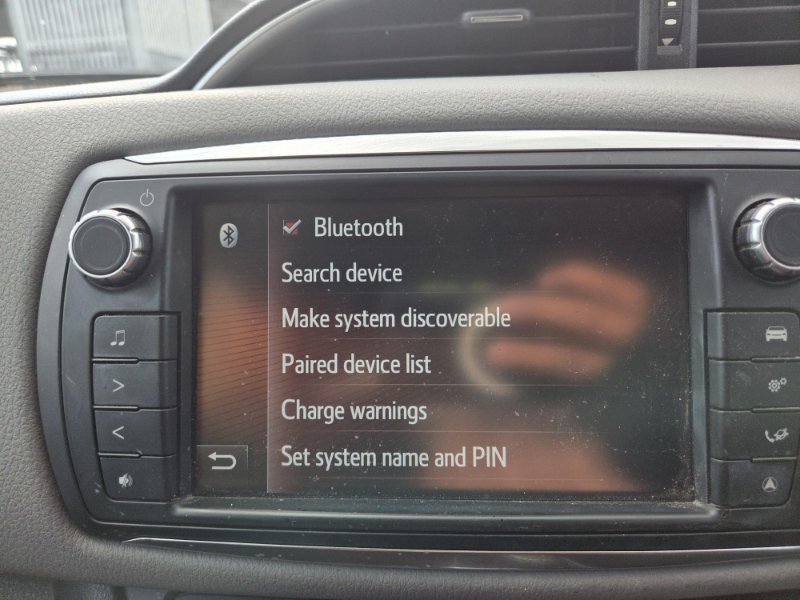 Bluetooth
Search device
Make system discoverable
Paired device list
Charge warnings
Set system name and PIN